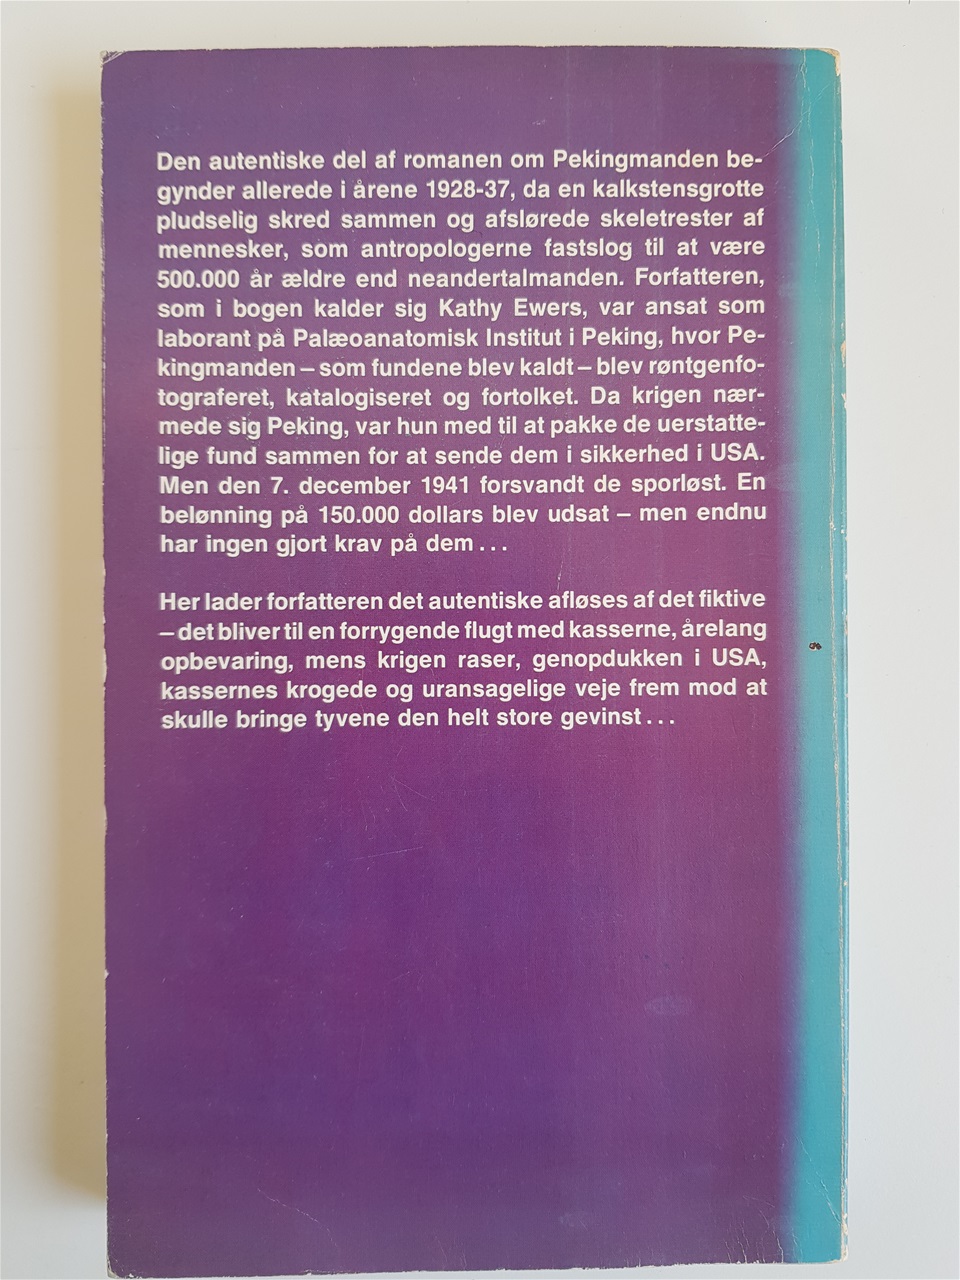 Den autentiske del af romanen om Pekingmanden be-
gynder allerede i årene 1928-37, da en kalkstensgrotte
pludselig skred sammen og afslørede skeletrester af
mennesker, som antropologerne fastslog til at være
500.000 år ældre end neandertalmanden. Forfatteren,
som i bogen kalder sig Kathy Ewers, var ansat som
laborant på Palæoanatomisk Institut i Peking, hvor Pe-
kingmanden – som fundene blev kaldt – blev røntgenfo-
tograferet, katalogiseret og fortolket. Da krigen nær-
mede sig Peking, var hun med til at pakke de uerstatte-
lige fund sammen for at sende dem i sikkerhed i USA.
Men den 7. december 1941 forsvandt de sporløst. En
belønning på 150.000 dollars blev udsat – men endnu
har ingen gjort krav på dem ...
Her lader forfatteren det autentiske afløses af det fiktive
– det bliver til en forrygende flugt med kasserne, årelang
opbevaring, mens krigen raser, genopdukken i USA,
kassernes krogede og uransagelige veje frem mod at
skulle bringe tyvene den helt store gevinst ...